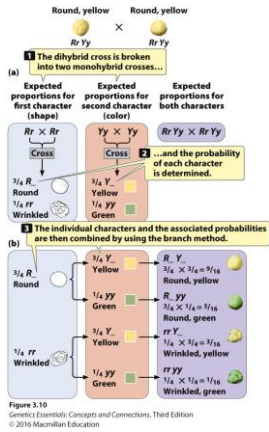 Round, yellow
Round, yellow
×
Rr Yy
Rr Yy
1 The dihybrid cross is broken
into two monohybrid crosses…
(a)
Expected
proportions for
first character
(shape)
Expected
proportions for
second character
(color)
Expected
proportions for
both characters
Rr × Rr
Yy × Yy
Rr Yy × Rr Yy
Cross
Cross
2 …and the probability
of each character
is determined.
3/4 R_
Round
3/4 Y_
Yellow
1/4 rr
Wrinkled
1/4 yy
Green
3 The individual characters and the associated probabilities
are then combined by using the branch method.
(b)
3/4 R_
Round
3/4 Y_
Yellow
R_ Y_
3/4 × 3/4 = 9/16
Round, yellow
1/4 yy
Green
R_ yy
3/4 × 1/4 = 3/16
Round, green
1/4 rr
Wrinkled
3/4 Y_
Yellow
rr Y_
1/4 × 3/4 = 3/16
Wrinkled, yellow
1/4 yy
Green
rr yy
1/4 × 1/4 = 1/16
Wrinkled, green
Figure 3.10
Genetics Essentials: Concepts and Connections, Third Edition
© 2016 Macmillan Education